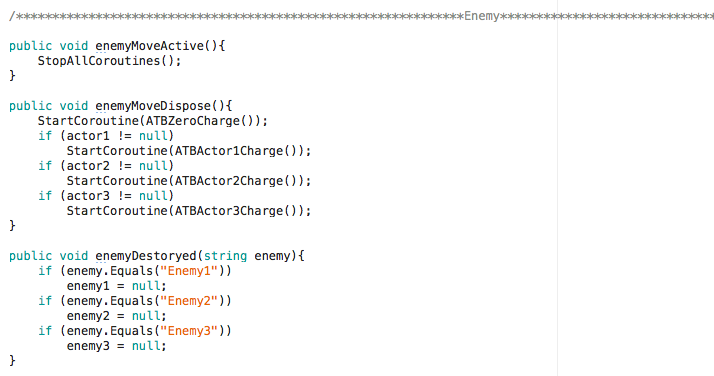 /**************************************************************Enemy******************************
public void enemyMoveActive(){
    StopAllCoroutines();
}
public void enemyMoveDispose(){
    StartCoroutine(ATBZeroCharge());
    if (actor1 != null)
        StartCoroutine(ATBActor1Charge());
    if (actor2 != null)
        StartCoroutine(ATBActor2Charge());
    if (actor3 != null)
        StartCoroutine(ATBActor3Charge());
}
public void enemyDestoryed(string enemy){
    if (enemy.Equals("Enemy1"))
        enemy1 = null;
    if (enemy.Equals("Enemy2"))
        enemy2 = null;
    if (enemy.Equals("Enemy3"))
        enemy3 = null;
}